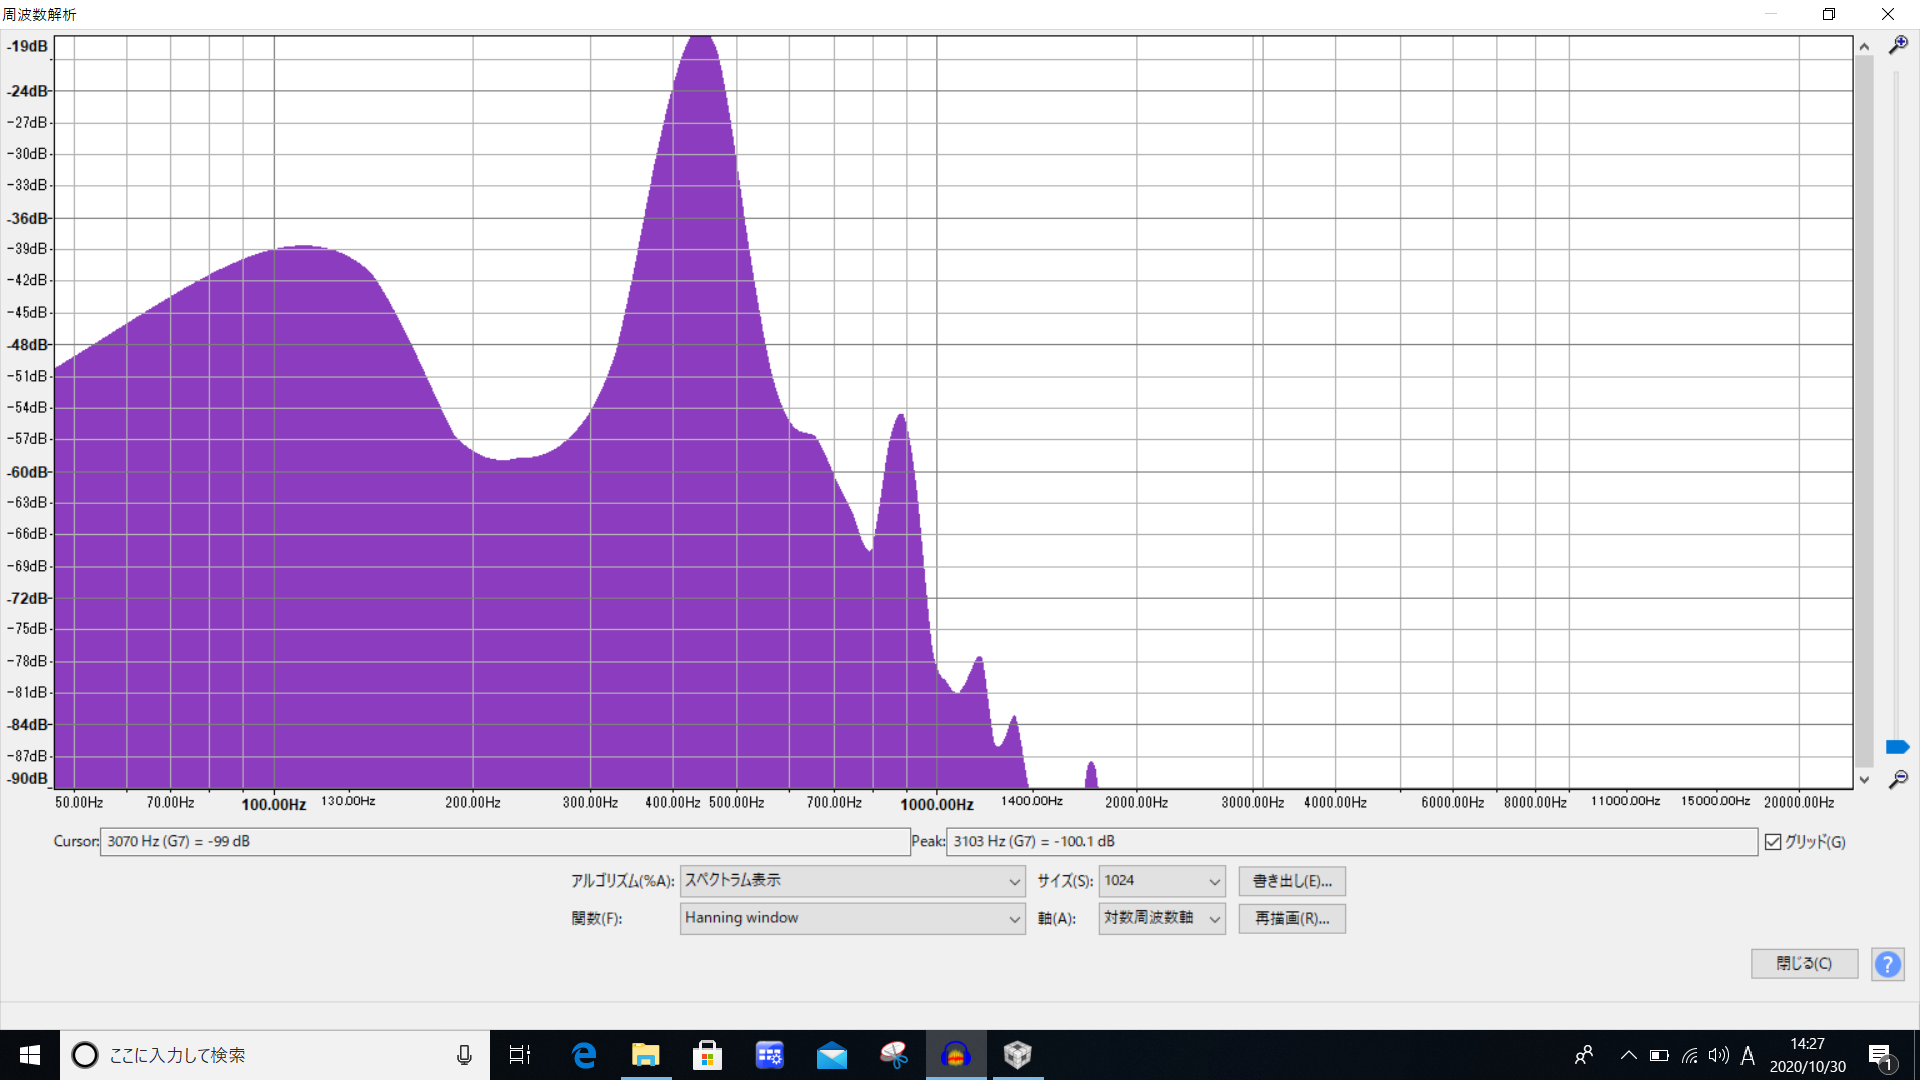 周波数解析
-19dB
-24dB
-27dB
-30dB
-33dB
-36dB
-39dB
-42dB
-45dB
-48dB
-51dB
-54dB
-57dB
-60dB
-63dB
-66dB
-69dB
-72dB
-75dB
-78dB
-81dB
-84dB
-87dB
-90dB
50.00Hz 70.00Hz 100.00Hz 130.00Hz 200.00Hz 300.00Hz 400.00Hz 500.00Hz 700.00Hz 1000.00Hz 1400.00Hz 2000.00Hz 3000.00Hz 4000.00Hz 6000.00Hz 8000.00Hz 11000.00Hz 15000.00Hz 20000.00Hz
Cursor: 3070 Hz (G7) = -99 dB Peak: 3103 Hz (G7) = -100.1 dB グリッド(G)
アルゴリズム(%A): スペクトラム表示 サイズ(S): 1024 書き出し(E)...
関数(F): Hanning window 軸(A): 対数周波数軸 再描画(R)...
閉じる(C) ?
ここに入力して検索
A 14:27
2020/10/30
1